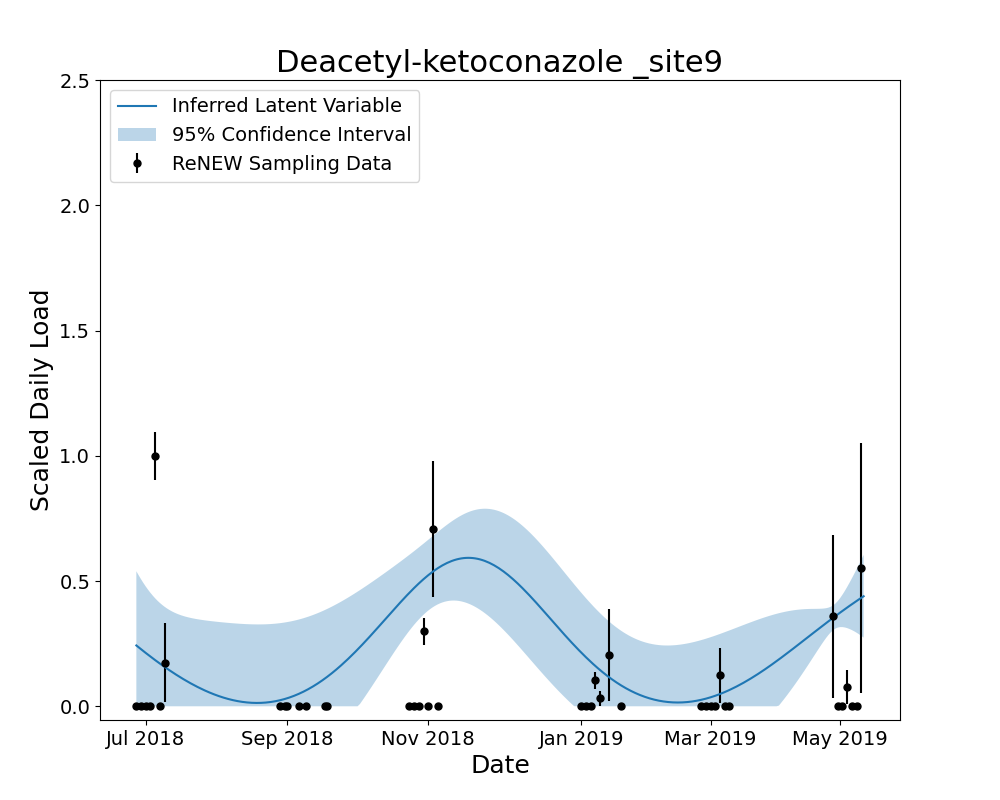 Deacetyl-ketoconazole _site9
2.5
2.0
1.5
1.0
0.5
0.0
Scaled Daily Load
Inferred Latent Variable
95% Confidence Interval
ReNEW Sampling Data
Jul 2018
Sep 2018
Nov 2018
Jan 2019
Mar 2019
May 2019
Date